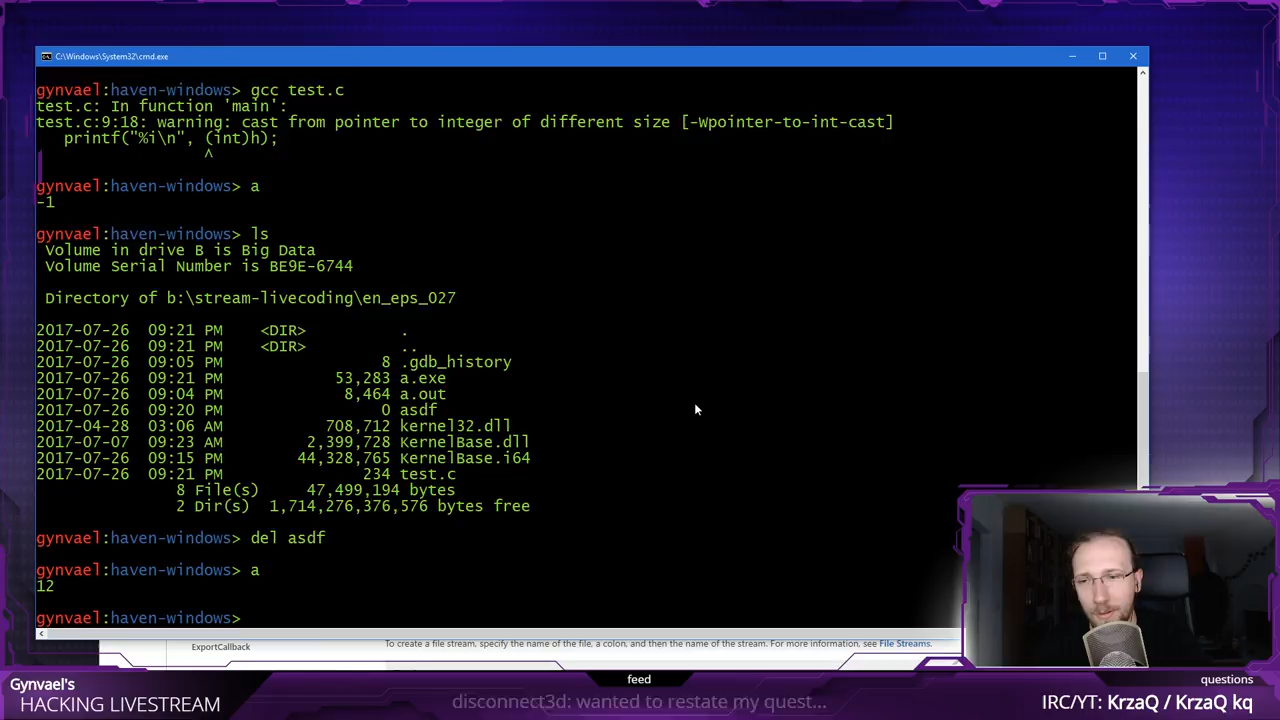 C:\Windows\System32\cmd.exe
gynvael:haven-windows> gcc test.c
test.c: In function 'main':
test.c:9:18: warning: cast from pointer to integer of different size [-Wpointer-to-int-cast]
printf("%i\n", (int)h);
^
gynvael:haven-windows> a
-1
gynvael:haven-windows> ls
Volume in drive B is Big Data
Volume Serial Number is BE9E-6744
Directory of b:\stream-livecoding\en_eps_027
2017-07-26 09:21 PM <DIR> .
2017-07-26 09:21 PM <DIR> ..
2017-07-26 09:05 PM 8 .gdb_history
2017-07-26 09:21 PM 53,283 a.exe
2017-07-26 09:04 PM 8,464 a.out
2017-07-26 09:20 PM 0 asdf
2017-04-28 03:06 AM 708,712 kernel32.dll
2017-07-07 09:23 AM 2,399,728 KernelBase.dll
2017-07-26 09:15 PM 44,328,765 KernelBase.i64
2017-07-26 09:21 PM 234 test.c
8 File(s) 47,499,194 bytes
2 Dir(s) 1,714,276,376,576 bytes free
gynvael:haven-windows> del asdf
gynvael:haven-windows> a
12
gynvael:haven-windows>
ExportCallback
To create a file stream, specify the name of the file, a colon, and then the name of the stream. For more information, see File Streams.
Gynvael's
HACKING LIVESTREAM
feed
disconnect3d: wanted to restate my quest...
questions
IRC/YT: KrzaQ / KrzaQ kq